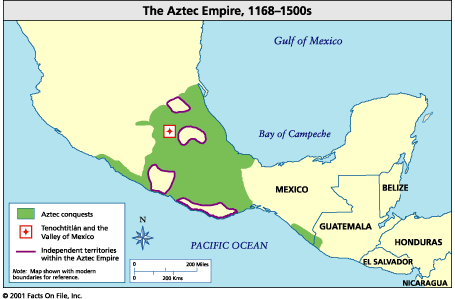 The Aztec Empire, 1168–1500s
Gulf of Mexico
Bay of Campeche
MEXICO
BELIZE
GUATEMALA
HONDURAS
EL SALVADOR
NICARAGUA
PACIFIC OCEAN
Aztec conquests
Tenochtitlán and the
Valley of Mexico
Independent territories
within the Aztec Empire
Note: Map shown with modern
boundaries for reference.
N
0 200 Miles
0 200 Kms
© 2001 Facts On File, Inc.